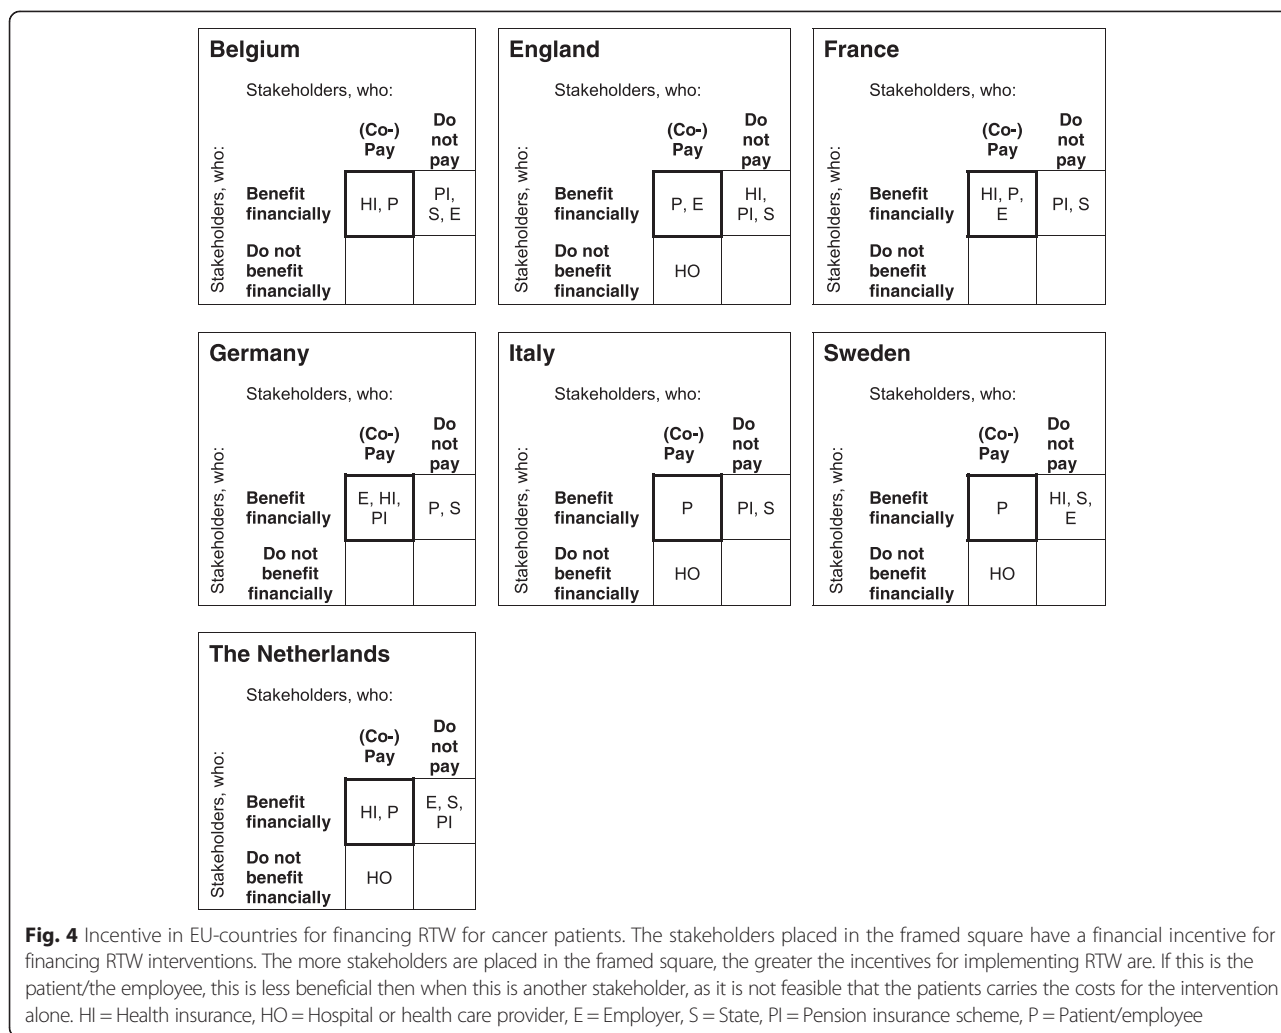 Belgium
Stakeholders, who:
Stakeholders, who:
(Co-)
Pay
Do
not
pay
Benefit
financially
HI, P
PI,
S, E
Do not
benefit
financially
England
Stakeholders, who:
Stakeholders, who:
(Co-)
Pay
Do
not
pay
Benefit
financially
P, E
HI,
PI, S
Do not
benefit
financially
HO
France
Stakeholders, who:
Stakeholders, who:
(Co-)
Pay
Do
not
pay
Benefit
financially
HI, P,
E
PI, S
Do not
benefit
financially
Germany
Stakeholders, who:
Stakeholders, who:
(Co-)
Pay
Do
not
pay
Benefit
financially
E, HI,
PI
P, S
Do not
benefit
financially
Italy
Stakeholders, who:
Stakeholders, who:
(Co-)
Pay
Do
not
pay
Benefit
financially
P
PI, S
Do not
benefit
financially
HO
Sweden
Stakeholders, who:
Stakeholders, who:
(Co-)
Pay
Do
not
pay
Benefit
financially
P
HI, S,
E
Do not
benefit
financially
HO
The Netherlands
Stakeholders, who:
Stakeholders, who:
(Co-)
Pay
Do
not
pay
Benefit
financially
HI, P
E, S,
PI
Do not
benefit
financially
HO
Fig. 4 Incentive in EU-countries for financing RTW for cancer patients. The stakeholders placed in the framed square have a financial incentive for
financing RTW interventions. The more stakeholders are placed in the framed square, the greater the incentives for implementing RTW are. If this is the
patient/the employee, this is less beneficial then when this is another stakeholder, as it is not feasible that the patients carries the costs for the intervention
alone. HI = Health insurance, HO = Hospital or health care provider, E = Employer, S = State, PI = Pension insurance scheme, P = Patient/employee